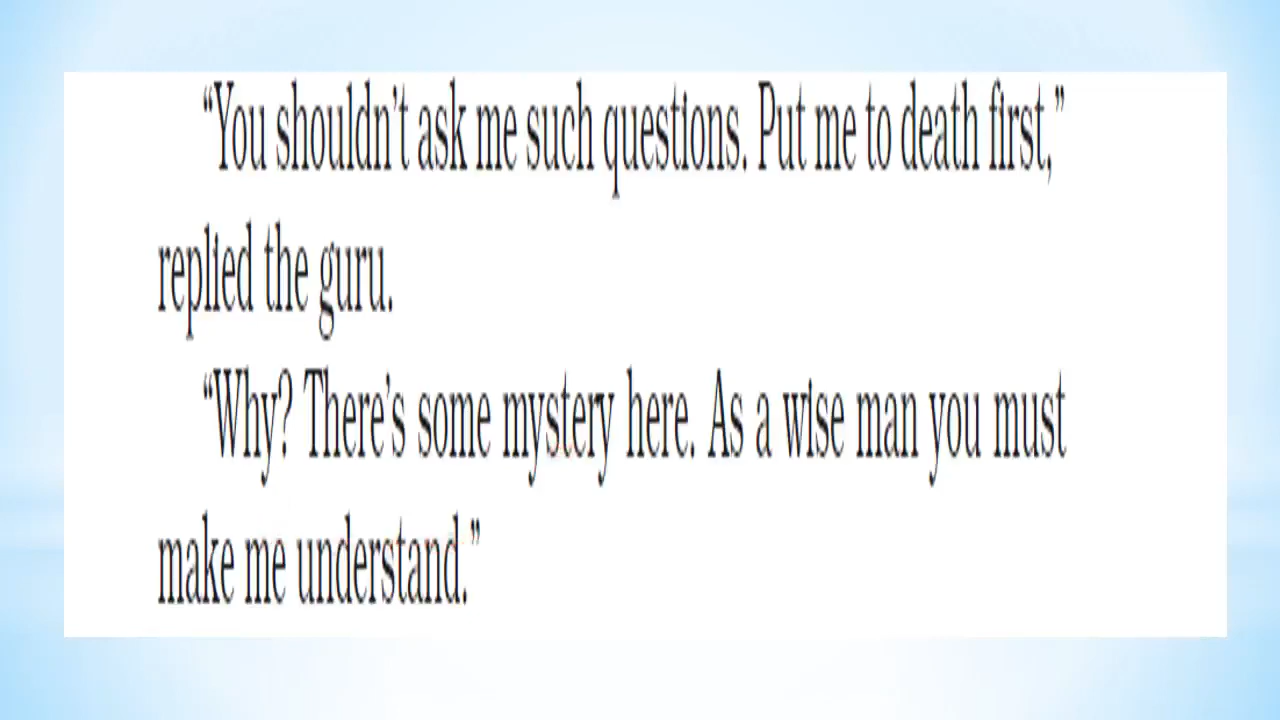 “You shouldn’t ask me such questions. Put me to death first,”
replied the guru.
“Why? There’s some mystery here. As a wise man you must
make me understand.”